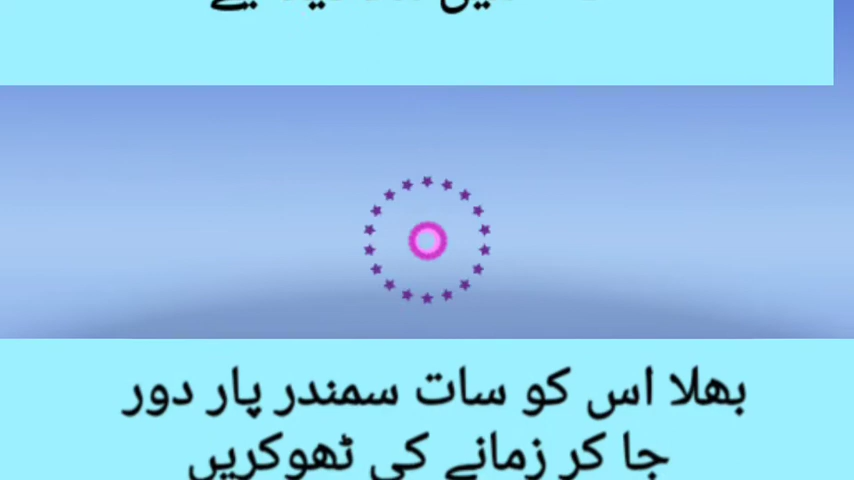 بھلا اس کو سات سمندر پار دور
جا کر زمانے کی ٹھوکریں